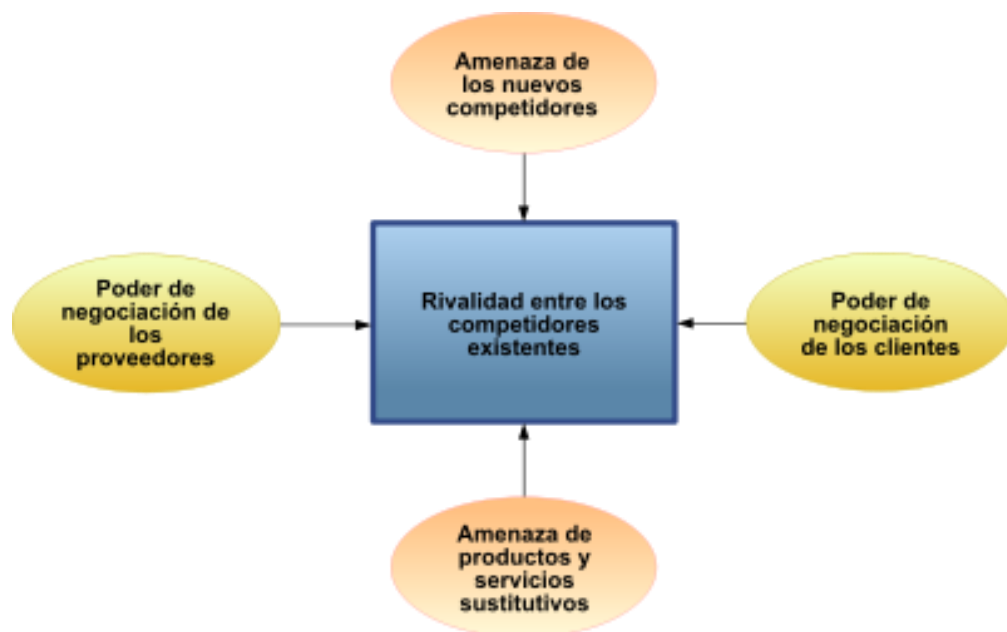 Amenaza de
los nuevos
competidores
Poder de
negociación de
los
proveedores
Rivalidad entre los
competidores
existentes
Poder de
negociación
de los clientes
Amenaza de
productos y
servicios
sustitutivos